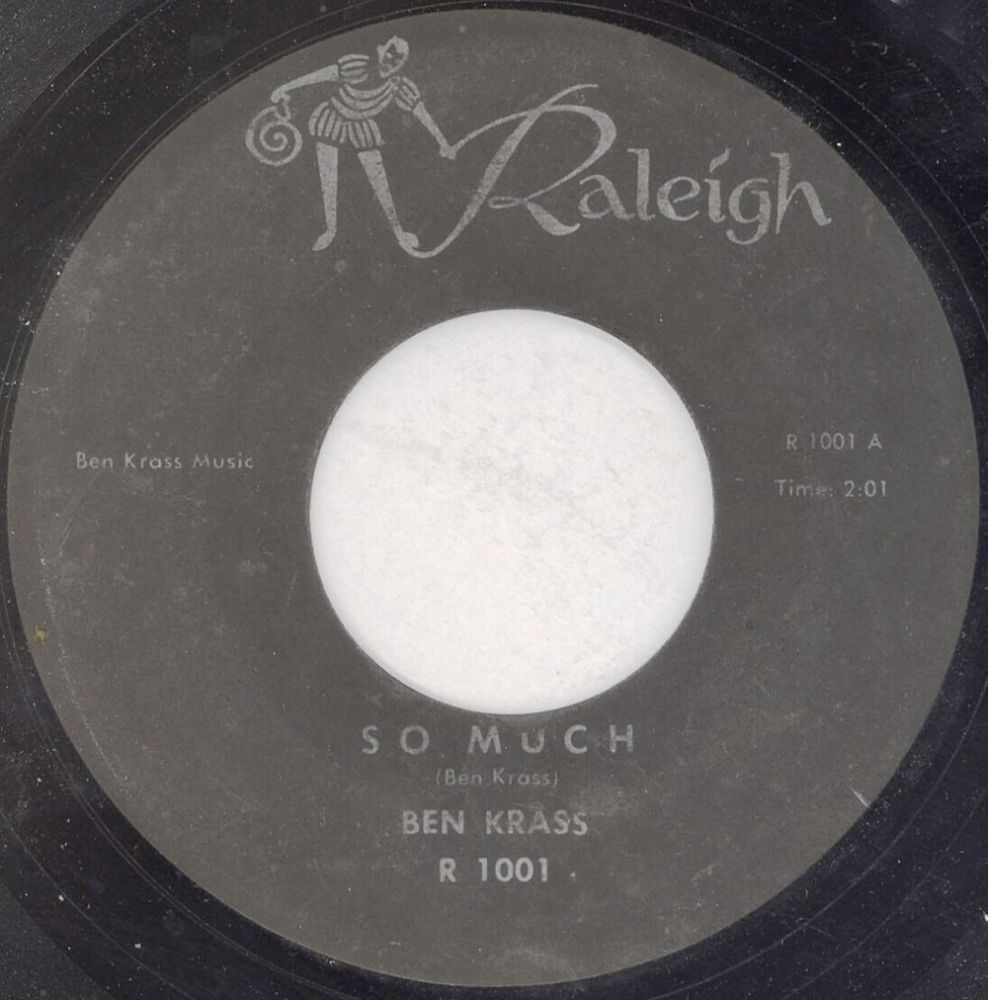 Raleigh
Ben Krass Music
R 1001 A
Time: 2:01
SO MUCH
(Ben Krass)
BEN KRASS
R 1001